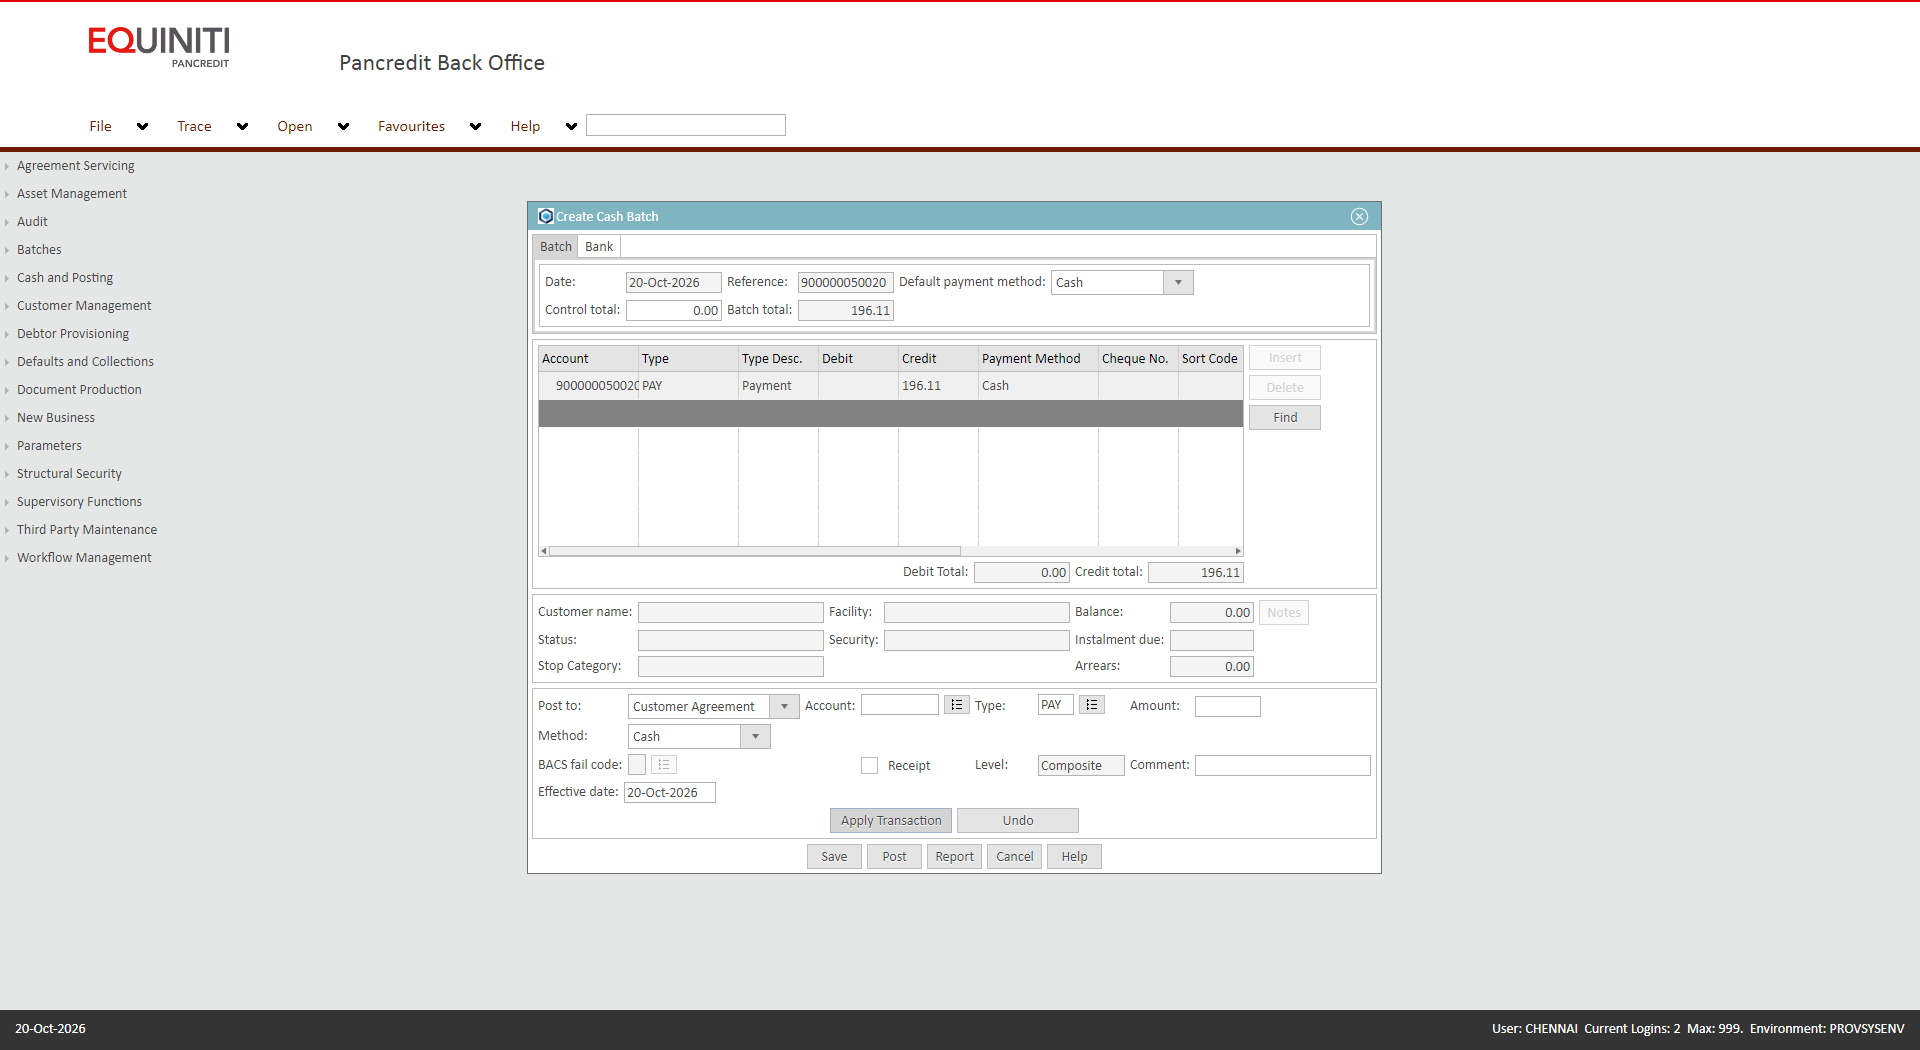 EQUINITI
PANCREDIT
Pancredit Back Office
File Trace Open Favourites Help
Agreement Servicing
Asset Management
Audit
Batches
Cash and Posting
Customer Management
Debtor Provisioning
Defaults and Collections
Document Production
New Business
Parameters
Structural Security
Supervisory Functions
Third Party Maintenance
Workflow Management
Create Cash Batch
Batch Bank
Date: 20-Oct-2026 Reference: 900000050020 Default payment method: Cash
Control total: 0.00 Batch total: 196.11
Account Type Type Desc. Debit Credit Payment Method Cheque No. Sort Code Insert
900000050020 PAY Payment 196.11 Cash Delete
Find
Debit Total: 0.00 Credit total: 196.11
Customer name: Facility: Balance: 0.00 Notes
Status: Security: Instalment due:
Stop Category: Arrears: 0.00
Post to: Customer Agreement Account: Type: PAY Amount:
Method: Cash
BACS fail code: Receipt Level: Composite Comment:
Effective date: 20-Oct-2026
Apply Transaction Undo
Save Post Report Cancel Help
20-Oct-2026 User: CHENNAI Current Logins: 2 Max: 999. Environment: PROVSYSENV